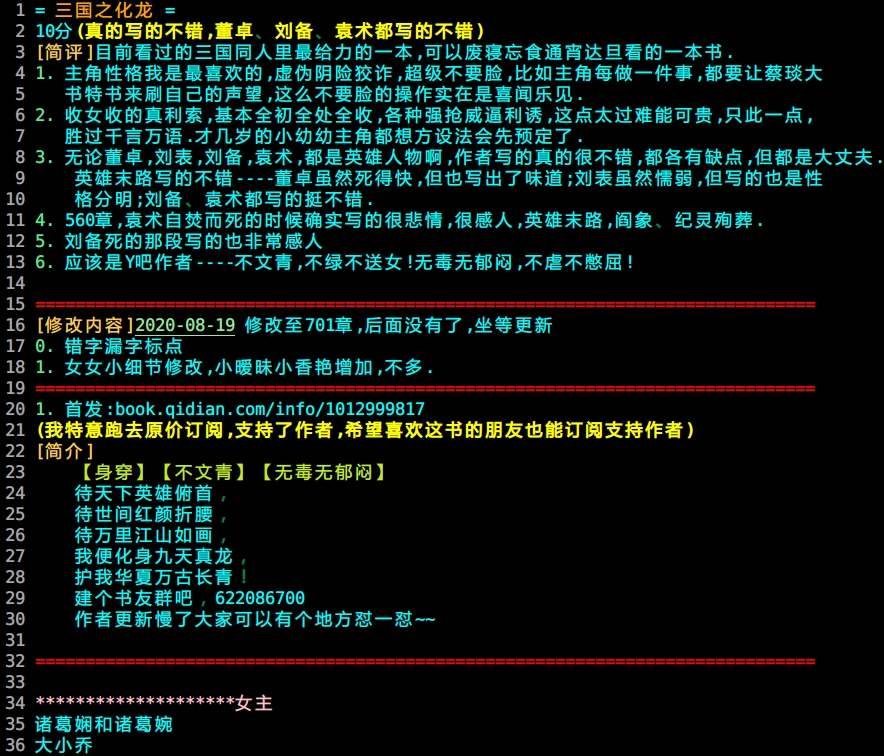 1 = 三国之化龙 =
2 10分(真的写的不错,董卓、刘备、袁术都写的不错)
3 [简评]目前看过的三国同人里最给力的一本,可以废寝忘食通宵达旦看的一本书.
4 1. 主角性格我是最喜欢的,虚伪阴险狡诈,超级不要脸,比如主角每做一件事,都要让蔡琰大
5 书特书来刷自己的声望,这么不要脸的操作实在是喜闻乐见.
6 2. 收女收的真利索,基本全初全处全收,各种强抢威逼利诱,这点太过难能可贵,只此一点,
7 胜过千言万语.才几岁的小幼幼主角都想方设法会先预定了.
8 3. 无论董卓,刘表,刘备,袁术,都是英雄人物啊,作者写的真的很不错,都各有缺点,但都是大丈夫.
9 英雄末路写的不错----董卓虽然死得快,但也写出了味道;刘表虽然懦弱,但写的也是性
10 格分明;刘备、袁术都写的挺不错.
11 4. 560章,袁术自焚而死的时候确实写的很悲情,很感人,英雄末路,阎象、纪灵殉葬.
12 5. 刘备死的那段写的也非常感人
13 6. 应该是Y吧作者----不文青,不绿不送女!无毒无郁闷,不虐不憋屈!
14
15 ==============================================================================
16 [修改内容]2020-08-19 修改至701章,后面没有了,坐等更新
17 0. 错字漏字标点
18 1. 女女小细节修改,小暧昧小香艳增加,不多.
19 ==============================================================================
20 1. 首发:book.qidian.com/info/1012999817
21 (我特意跑去原价订阅,支持了作者,希望喜欢这书的朋友也能订阅支持作者)
22 [简介]
23 【身穿】【不文青】【无毒无郁闷】
24 待天下英雄俯首，
25 待世间红颜折腰，
26 待万里江山如画，
27 我便化身九天真龙，
28 护我华夏万古长青！
29 建个书友群吧，622086700
30 作者更新慢了大家可以有个地方怼一怼~~
31
32 ==============================================================================
33
34 ********************女主
35 诸葛娴和诸葛婉
36 大小乔